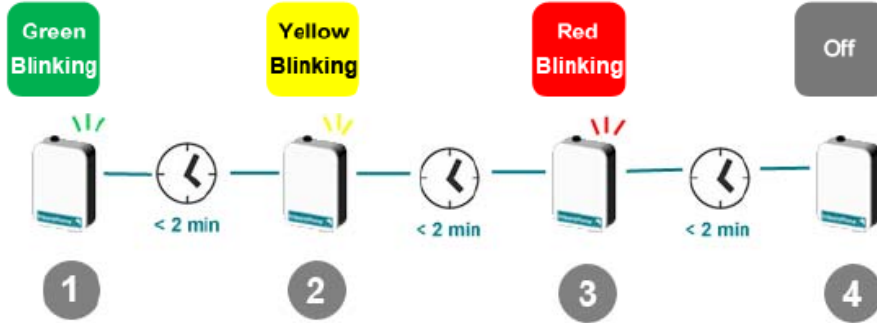 Green
Blinking
Yellow
Blinking
Red
Blinking
Off
< 2 min
< 2 min
< 2 min
1
2
3
4